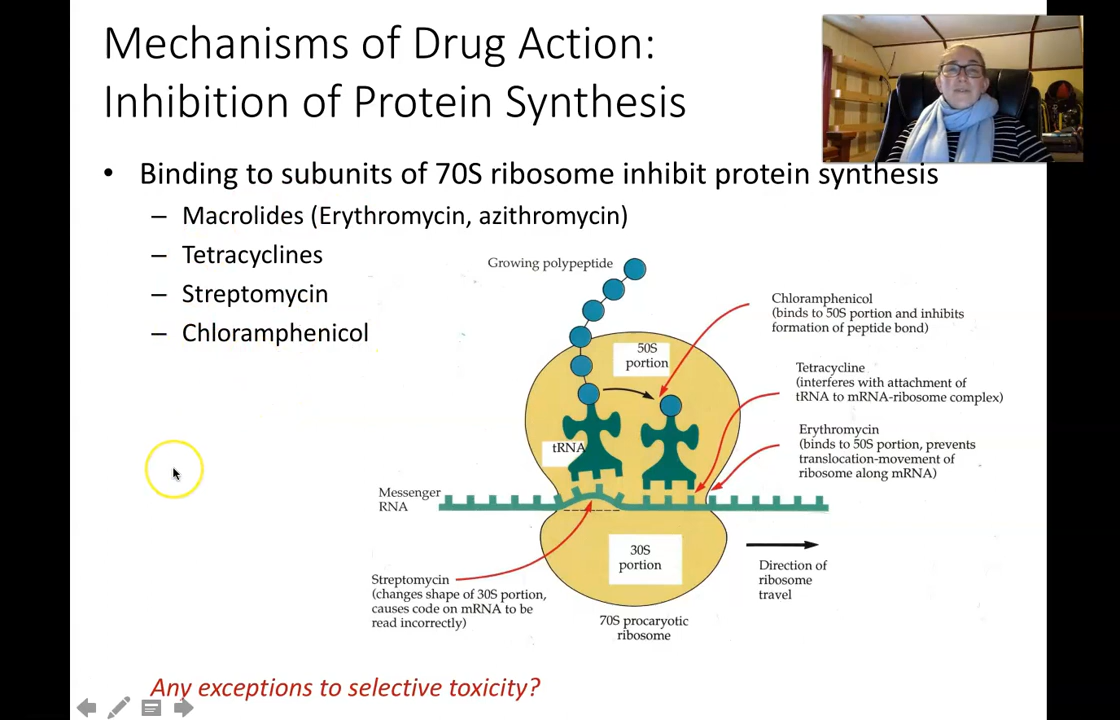 Mechanisms of Drug Action:
Inhibition of Protein Synthesis
• Binding to subunits of 70S ribosome inhibit protein synthesis
– Macrolides (Erythromycin, azithromycin)
– Tetracyclines
– Streptomycin
– Chloramphenicol
Growing polypeptide
50S
portion
Chloramphenicol
(binds to 50S portion and inhibits
formation of peptide bond)
Tetracycline
(interferes with attachment of
tRNA to mRNA-ribosome complex)
Erythromycin
(binds to 50S portion, prevents
translocation-movement of
ribosome along mRNA)
tRNA
Messenger
RNA
30S
portion
Direction of
ribosome
travel
Streptomycin
(changes shape of 30S portion,
causes code on mRNA to be
read incorrectly)
70S procaryotic
ribosome
Any exceptions to selective toxicity?